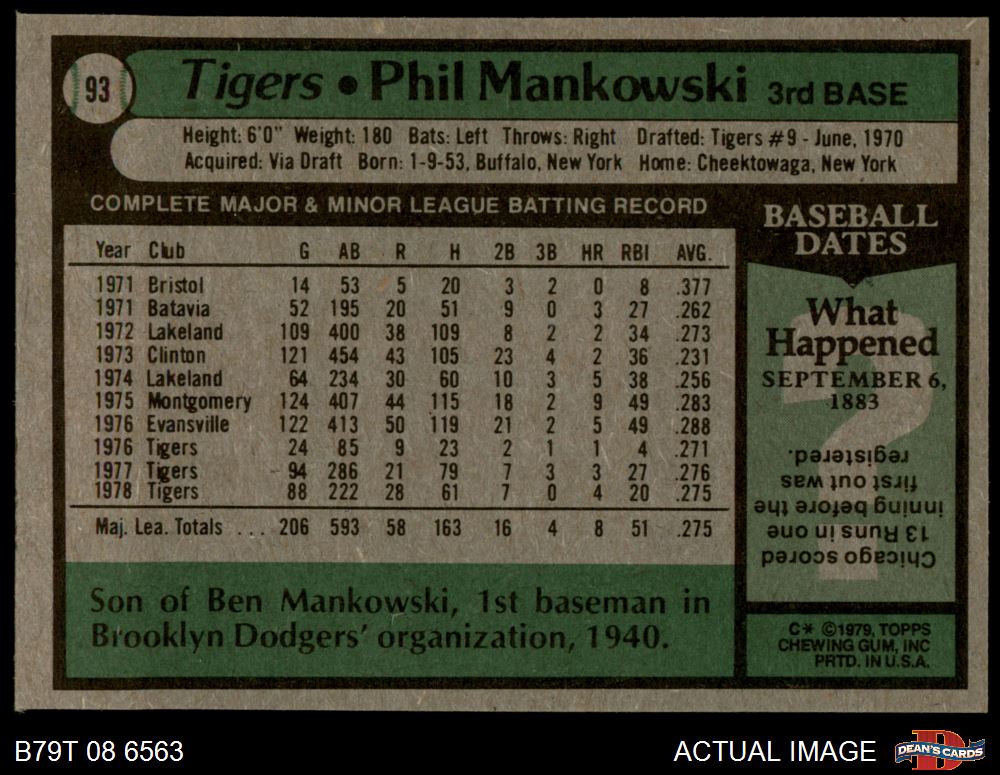 93
Tigers • Phil Mankowski 3rd BASE
Height: 6'0" Weight: 180 Bats: Left Throws: Right Drafted: Tigers #9 - June, 1970
Acquired: Via Draft Born: 1-9-53, Buffalo, New York Home: Cheektowaga, New York
COMPLETE MAJOR & MINOR LEAGUE BATTING RECORD
Year Club G AB R H 2B 3B HR RBI AVG.
1971 Bristol 14 53 5 20 3 2 0 8 .377
1971 Batavia 52 195 20 51 9 0 3 27 .262
1972 Lakeland 109 400 38 109 8 2 2 34 .273
1973 Clinton 121 454 43 105 23 4 2 36 .231
1974 Lakeland 64 234 30 60 10 3 5 38 .256
1975 Montgomery 124 407 44 115 18 2 9 49 .283
1976 Evansville 122 413 50 119 21 2 5 49 .288
1976 Tigers 24 85 9 23 2 1 1 4 .271
1977 Tigers 94 286 21 79 7 3 3 27 .276
1978 Tigers 88 222 28 61 7 0 4 20 .275
Maj. Lea. Totals . . . 206 593 58 163 16 4 8 51 .275
Son of Ben Mankowski, 1st baseman in
Brooklyn Dodgers' organization, 1940.
BASEBALL
DATES
What
Happened
SEPTEMBER 6,
1883
?
Chicago scored
13 Runs in one
inning before the
first out was
registered.
C* ©1979, TOPPS
CHEWING GUM, INC
PRTD. IN U.S.A.
B79T 08 6563
ACTUAL IMAGE
D
DEAN'S CARDS